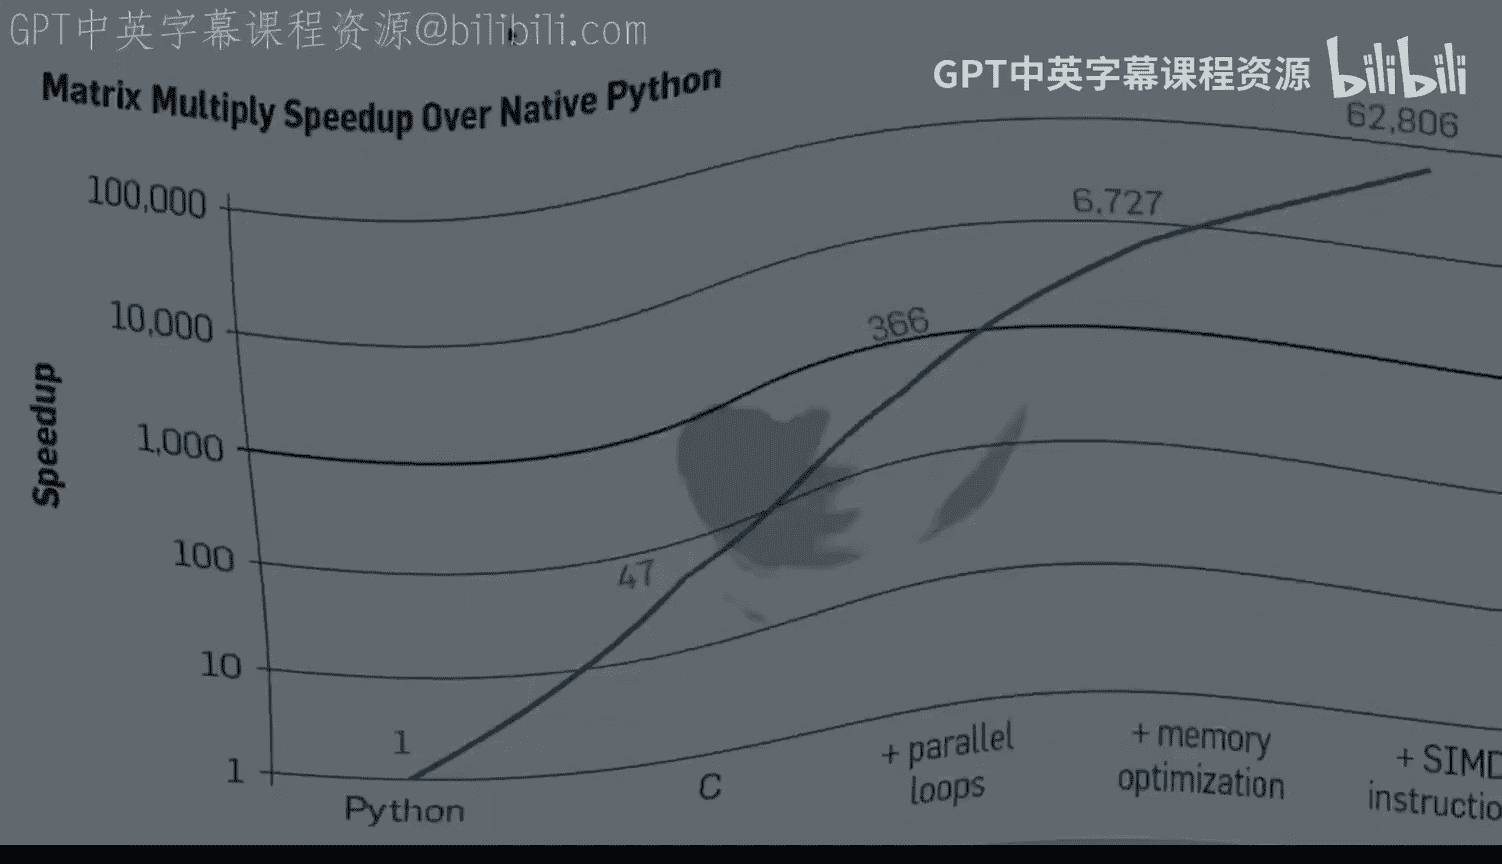 GPT中英字幕课程资源@bilibili.com
GPT中英字幕课程资源 bilibili
Matrix Multiply Speedup Over Native Python
62,806
100,000
6,727
10,000
366
Speedup
1,000
100
47
10
1
1
Python
C
+ parallel
loops
+ memory
optimization
+ SIMD
instructio